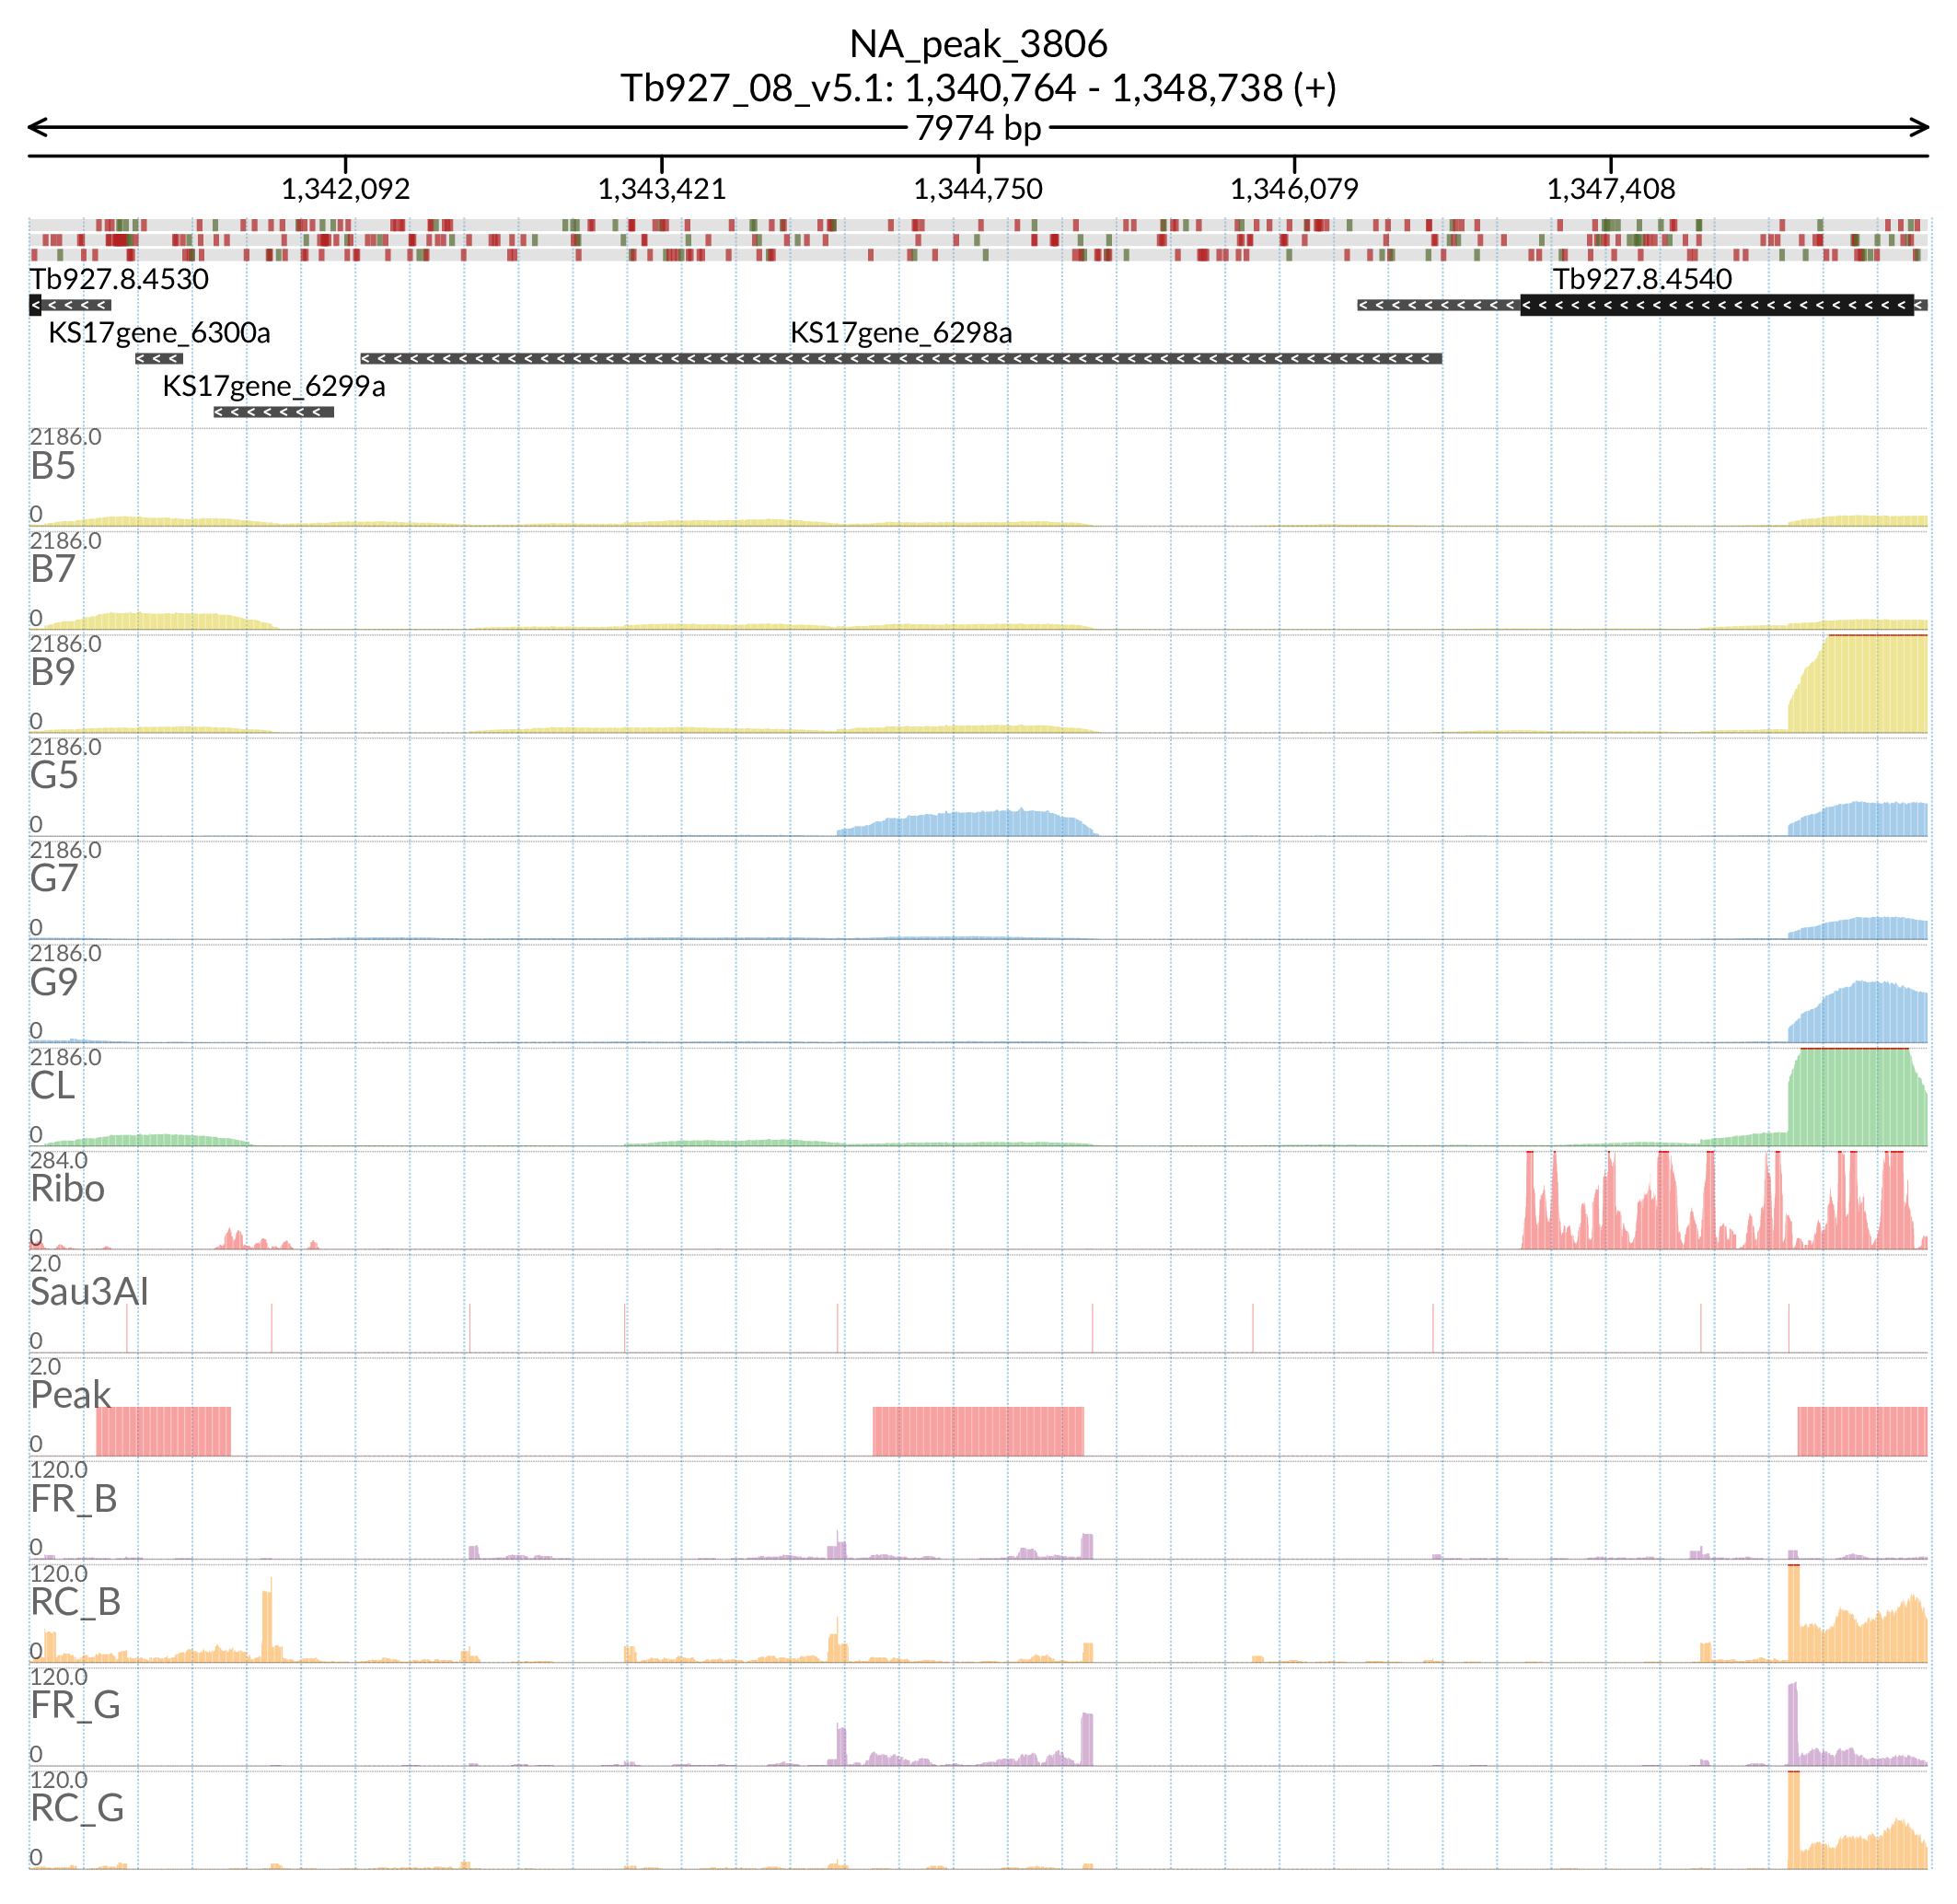 NA_peak_3806
Tb927_08_v5.1: 1,340,764 - 1,348,738 (+)
7974 bp
1,342,092 1,343,421 1,344,750 1,346,079 1,347,408
Tb927.8.4530 Tb927.8.4540
KS17gene_6300a KS17gene_6298a
KS17gene_6299a
2186.0
B5
0
2186.0
B7
0
2186.0
B9
0
2186.0
G5
0
2186.0
G7
0
2186.0
G9
0
2186.0
CL
0
284.0
Ribo
0
2.0
Sau3AI
0
2.0
Peak
0
120.0
FR_B
0
120.0
RC_B
0
120.0
FR_G
0
120.0
RC_G
0